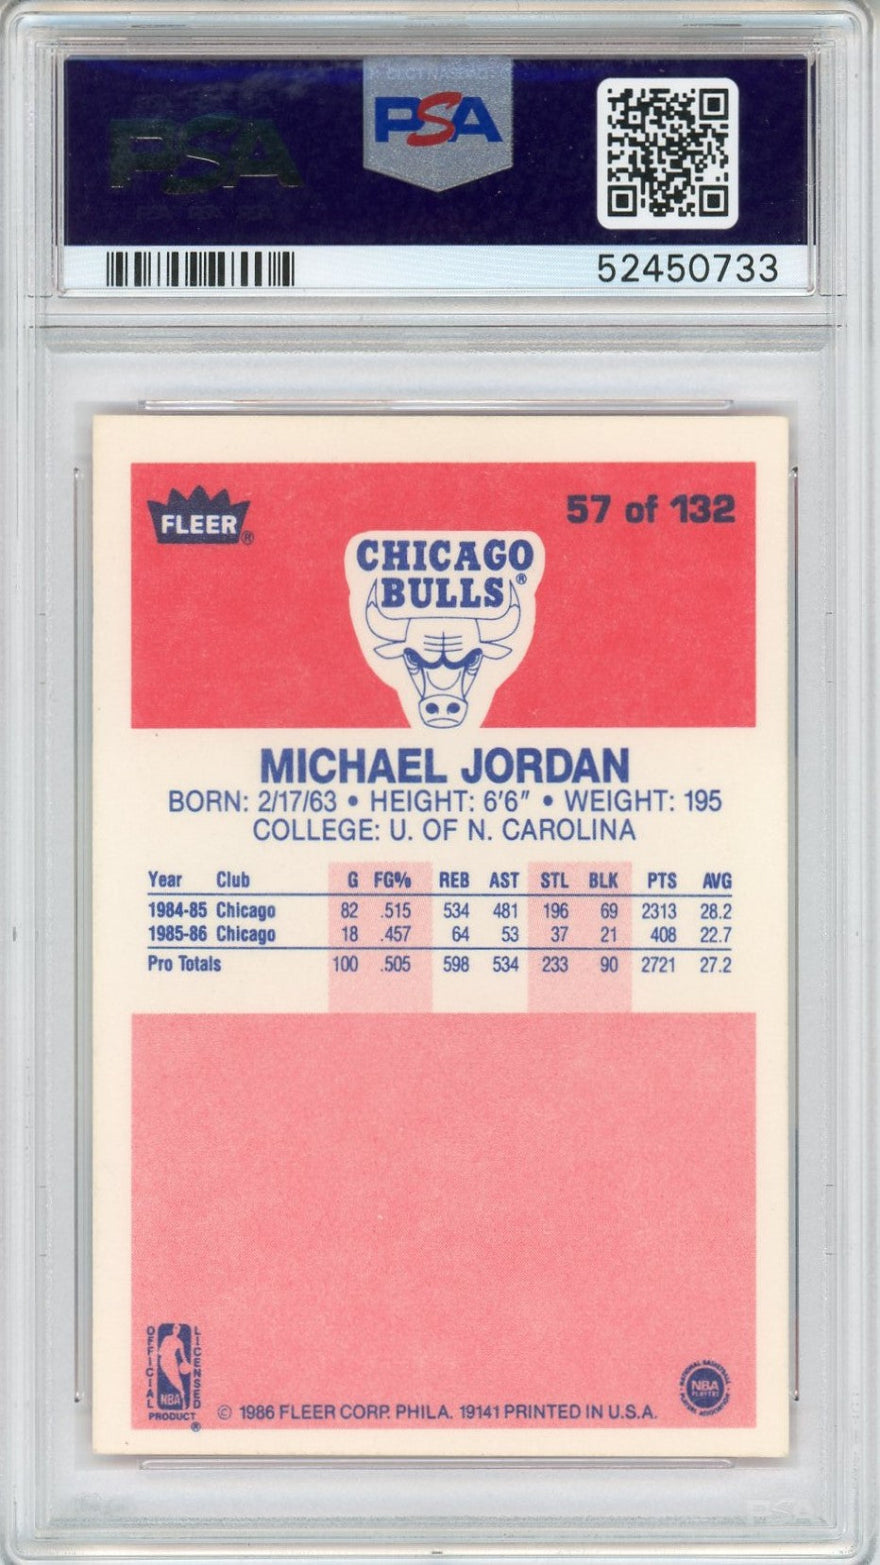 PSA
PSA
52450733
FLEER®
57 of 132
CHICAGO
BULLS®
MICHAEL JORDAN
BORN: 2/17/63 • HEIGHT: 6'6" • WEIGHT: 195
COLLEGE: U. OF N. CAROLINA
Year Club G FG% REB AST STL BLK PTS AVG
1984-85 Chicago 82 .515 534 481 196 69 2313 28.2
1985-86 Chicago 18 .457 64 53 37 21 408 22.7
Pro Totals 100 .505 598 534 233 90 2721 27.2
OFFICIAL LICENSED
NBA
PRODUCT ®
© 1986 FLEER CORP. PHILA. 19141 PRINTED IN U.S.A.
NBA
PLAYERS
PSA